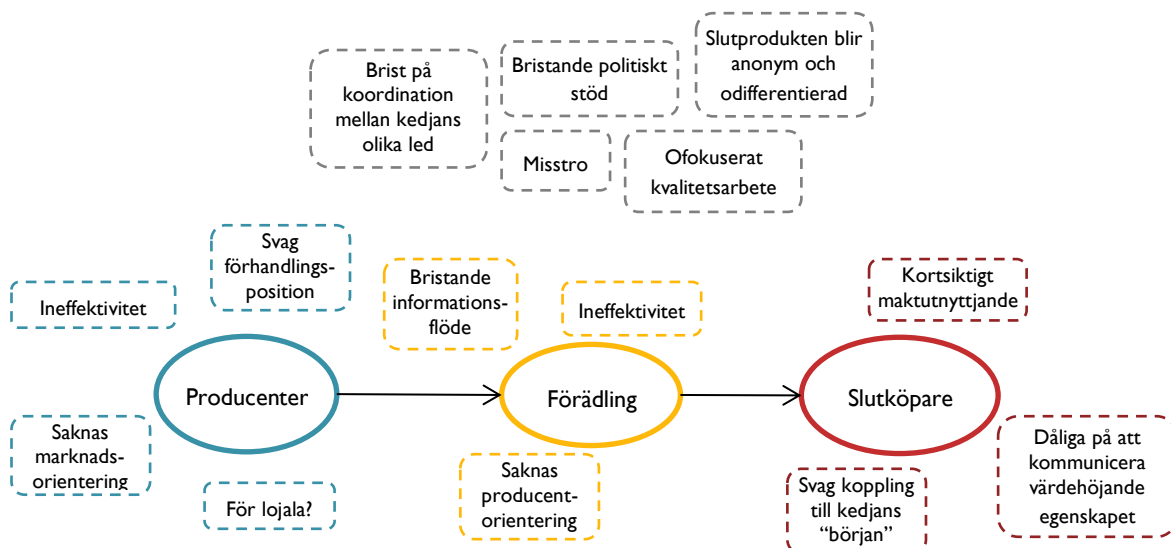 Brist på
koordination
mellan kedjans
olika led
Bristande politiskt
stöd
Slutprodukten blir
anonym och
odifferentierad
Misstro
Ofokuserat
kvalitetsarbete
Ineffektivitet
Svag
förhandlings-
position
Bristande
informations-
flöde
Ineffektivitet
Kortsiktigt
maktutnyttjande
Producenter
Förädling
Slutköpare
Saknas
marknads-
orientering
För lojala?
Saknas
producent-
orientering
Svag koppling
till kedjans
“början”
Dåliga på att
kommunicera
värdehöjande
egenskapet